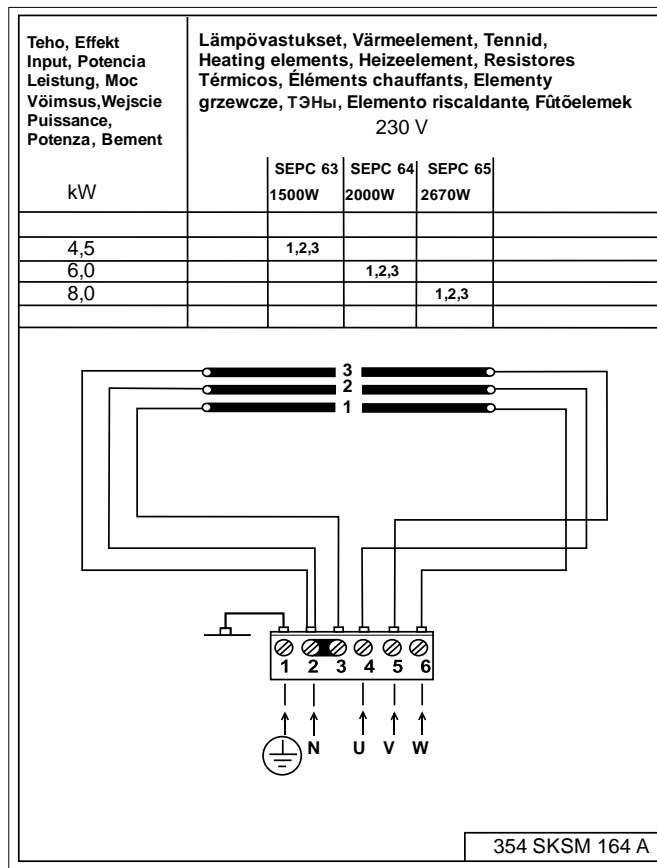 Teho, Effekt
Input, Potencia
Leistung, Moc
Vöimsus,Wejscie
Puissance,
Potenza, Bement
Lämpövastukset, Värmeelement, Tennid,
Heating elements, Heizeelement, Resistores
Térmicos, Éléments chauffants, Elementy
grzewcze, ТЭНы, Elemento riscaldante, Fûtõelemek
230 V
kW
SEPC 63 SEPC 64 SEPC 65
1500W 2000W 2670W
4,5 1,2,3
6,0 1,2,3
8,0 1,2,3
3
2
1
1 2 3 4 5 6
N U V W
354 SKSM 164 A